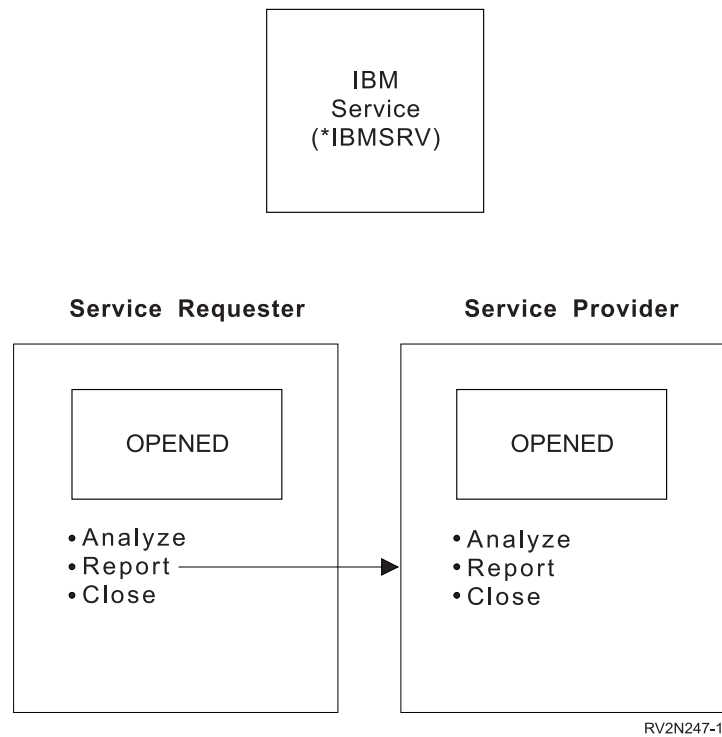 IBM
Service
(*IBMSRV)
Service Requester
Service Provider
OPENED
• Analyze
• Report
• Close
OPENED
• Analyze
• Report
• Close
RV2N247-1